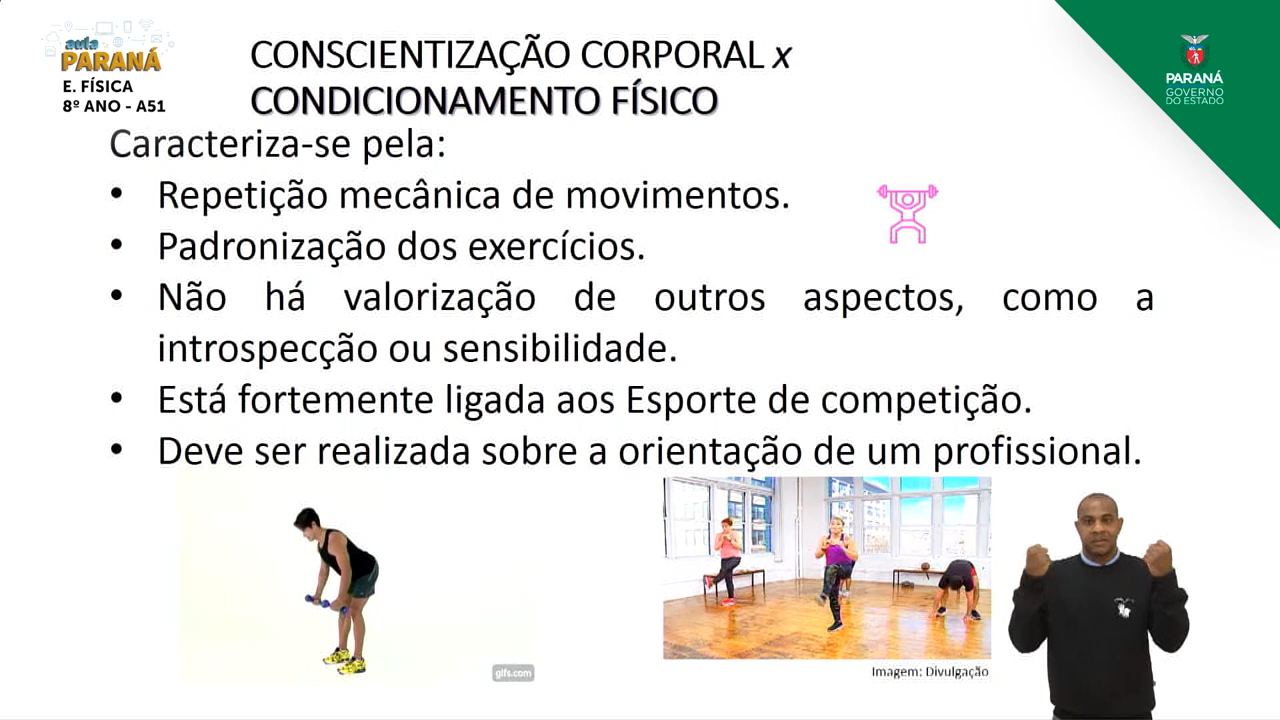 aula
PARANÁ
E. FÍSICA
8º ANO - A51
CONSCIENTIZAÇÃO CORPORAL x
CONDICIONAMENTO FÍSICO
PARANÁ
GOVERNO
DO ESTADO
Caracteriza-se pela:
• Repetição mecânica de movimentos.
• Padronização dos exercícios.
• Não há valorização de outros aspectos, como a
introspecção ou sensibilidade.
• Está fortemente ligada aos Esporte de competição.
• Deve ser realizada sobre a orientação de um profissional.
gifs.com
Imagem: Divulgação